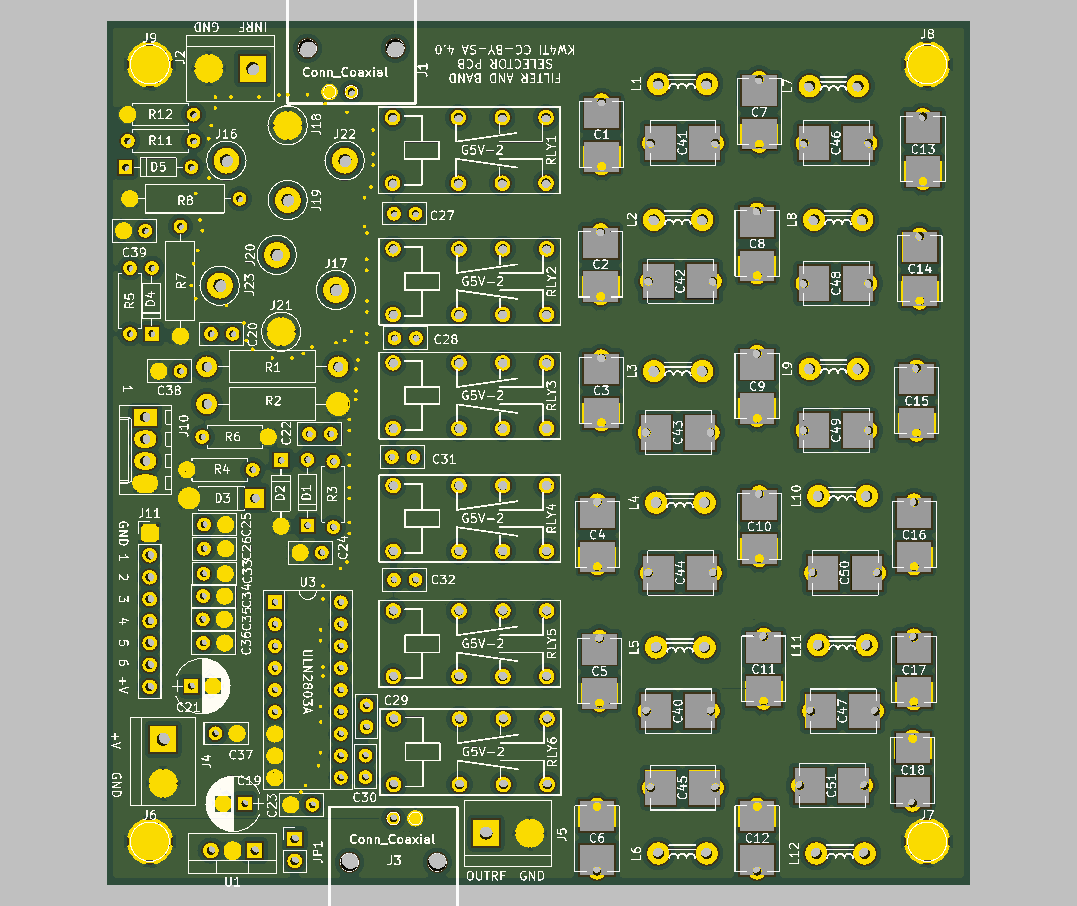 GND INRF
J9
J2
Conn_Coaxial
J1
FILTER AND BAND
SELECTOR PCB
KW4TI CC-BY-SA 4.0
J8
L1
L7
C7
C1
C41
C46
C13
R12
R11
D5
R8
J16
J18
J22
J19
G5V-2
RLY1
C27
C39
R7
J20
J17
J23
J21
R5
D4
C20
G5V-2
RLY2
C28
L2
C2
C42
C8
L8
C48
C14
R1
R2
C38
1
J10
R6
C22
R4
D3
D2
D1
R3
G5V-2
RLY3
C31
L3
C3
C43
C9
L9
C49
C15
J11
GND
1
2
3
4
5
6
+V
C25
C26
C33
C34
C35
C36
C24
U3
ULN2803A
G5V-2
RLY4
C32
L4
C4
C44
C10
L10
C50
C16
C21
C37
C29
C30
G5V-2
RLY5
L5
C5
C40
C11
L11
C47
C17
+V
GND
J4
J6
C19
C23
U1
JP1
G5V-2
RLY6
Conn_Coaxial
J3
J5
OUTRF GND
C45
C51
C18
C6
L6
C12
L12
J7